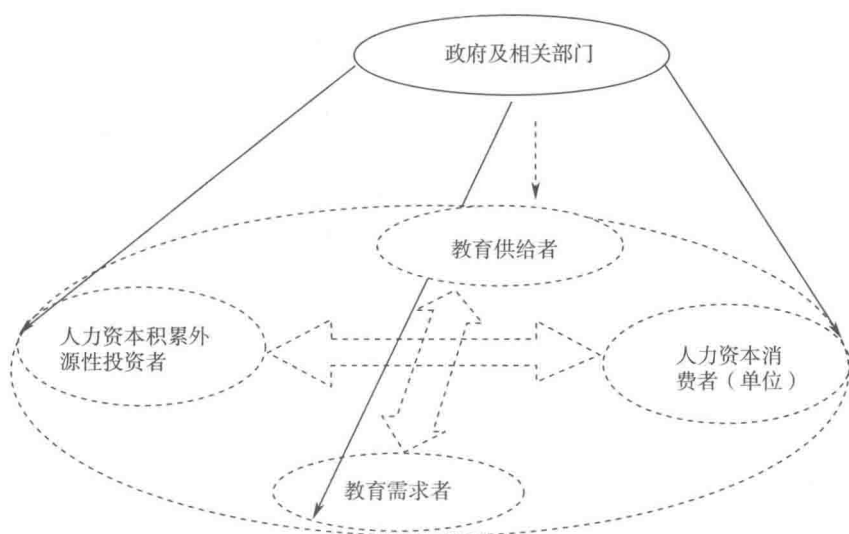 政府及相关部门
教育供给者
人力资本积累外
源性投资者
人力资本消
费者（单位）
教育需求者